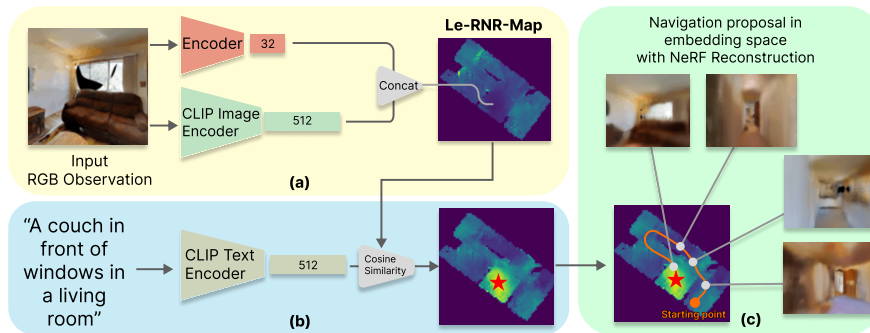 Encoder
32
CLIP Image
Encoder
512
Input
RGB Observation
(a)
Concat
Le-RNR-Map
“A couch in
front of
windows in
a living
room”
CLIP Text
Encoder
512
Cosine
Similarity
(b)
Navigation proposal in
embedding space
with NeRF Reconstruction
Starting point
(c)